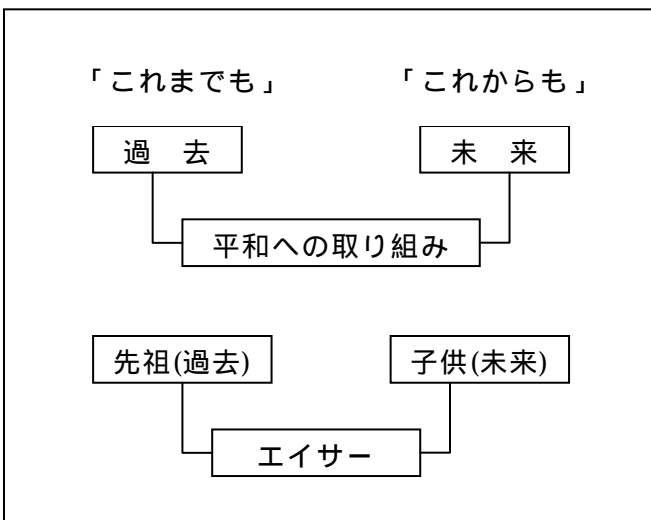 「これまでも」 「これからも」
過 去 未 来
平和への取り組み
先祖(過去) 子供(未来)
エイサー